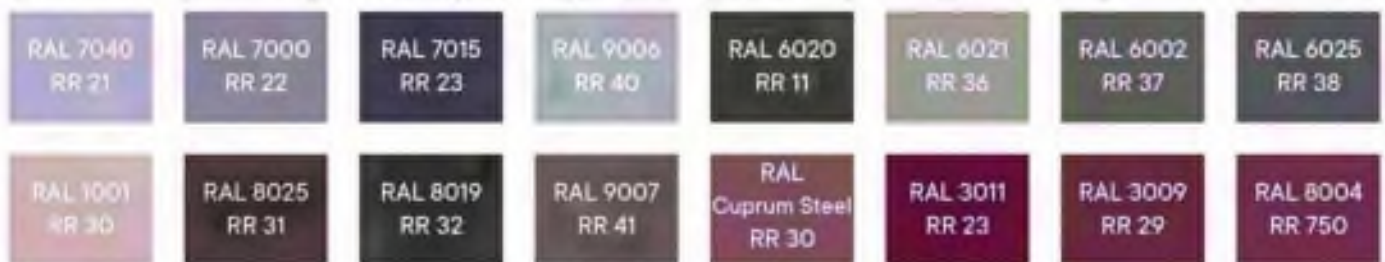 RAL 7040
RR 21
RAL 7000
RR 22
RAL 7015
RR 23
RAL 9006
RR 40
RAL 6020
RR 11
RAL 6021
RR 36
RAL 6002
RR 37
RAL 6025
RR 38
RAL 1001
RR 30
RAL 8025
RR 31
RAL 8019
RR 32
RAL 9007
RR 41
RAL
Cuprum Steel
RR 30
RAL 3011
RR 23
RAL 3009
RR 29
RAL 8004
RR 750